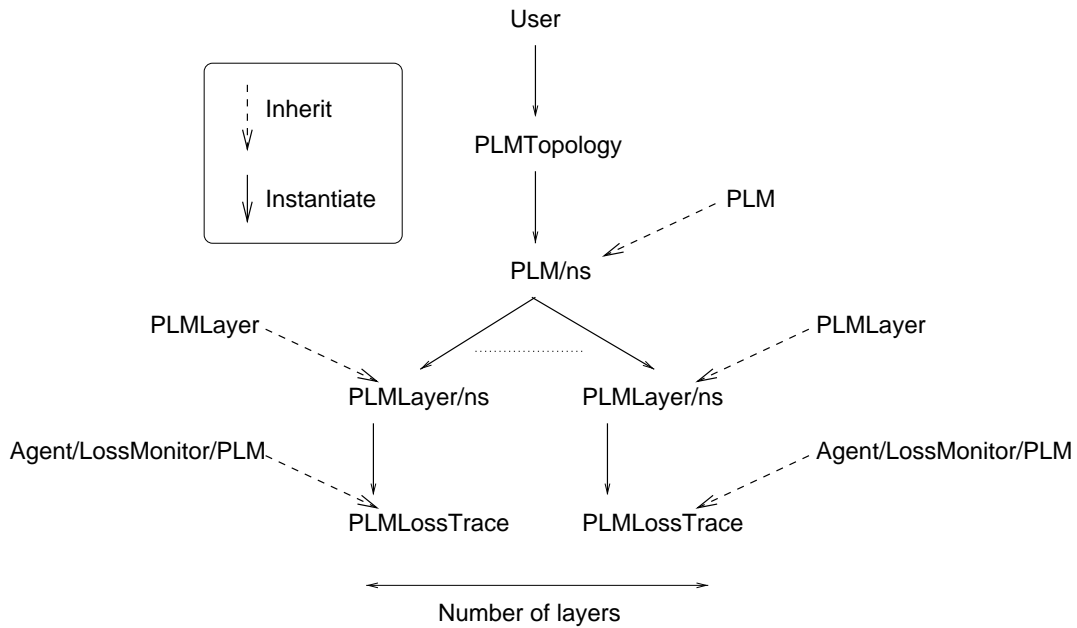 User
Inherit
PLMTopology
Instantiate
PLM
PLM/ns
PLMLayer
PLMLayer
PLMLayer/ns
PLMLayer/ns
Agent/LossMonitor/PLM
Agent/LossMonitor/PLM
PLMLossTrace
PLMLossTrace
Number of layers